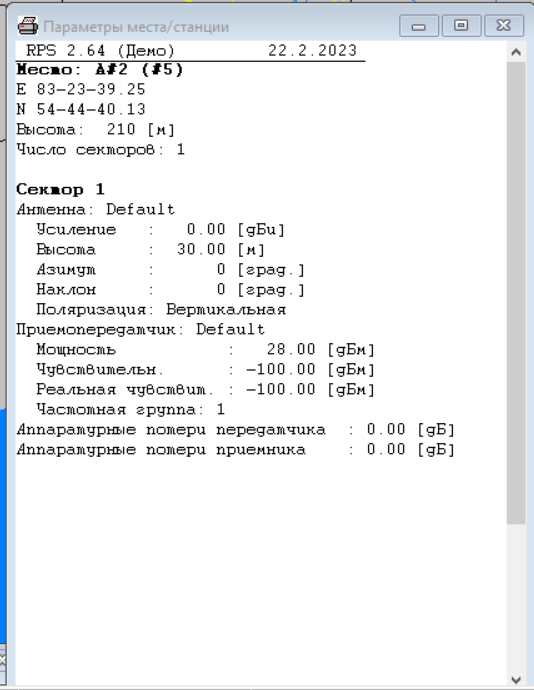 Параметры места/станции
RPS 2.64 (Демо) 22.2.2023
Место: A#2 (#5)
E 83-23-39.25
N 54-44-40.13
Высота: 210 [м]
Число секторов: 1
Сектор 1
Антенна: Default
Усиление : 0.00 [дБи]
Высота : 30.00 [м]
Азимут : 0 [град.]
Наклон : 0 [град.]
Поляризация: Вертикальная
Приемопередатчик: Default
Мощность : 28.00 [дБм]
Чувствительн. : -100.00 [дБм]
Реальная чувствит. : -100.00 [дБм]
Частотная группа: 1
Аппаратурные потери передатчика : 0.00 [дБ]
Аппаратурные потери приемника : 0.00 [дБ]